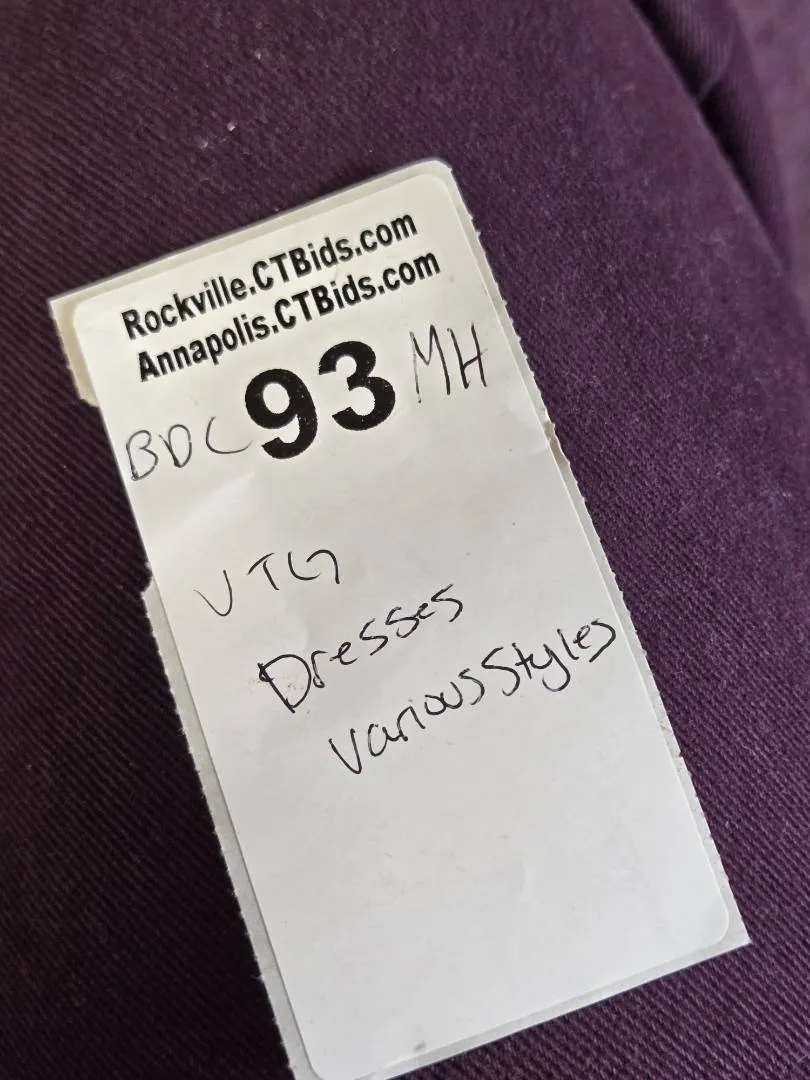 Rockville.CTBids.com
Annapolis.CTBids.com
BDC 93 MH
VTG
Dresses
Various Styles